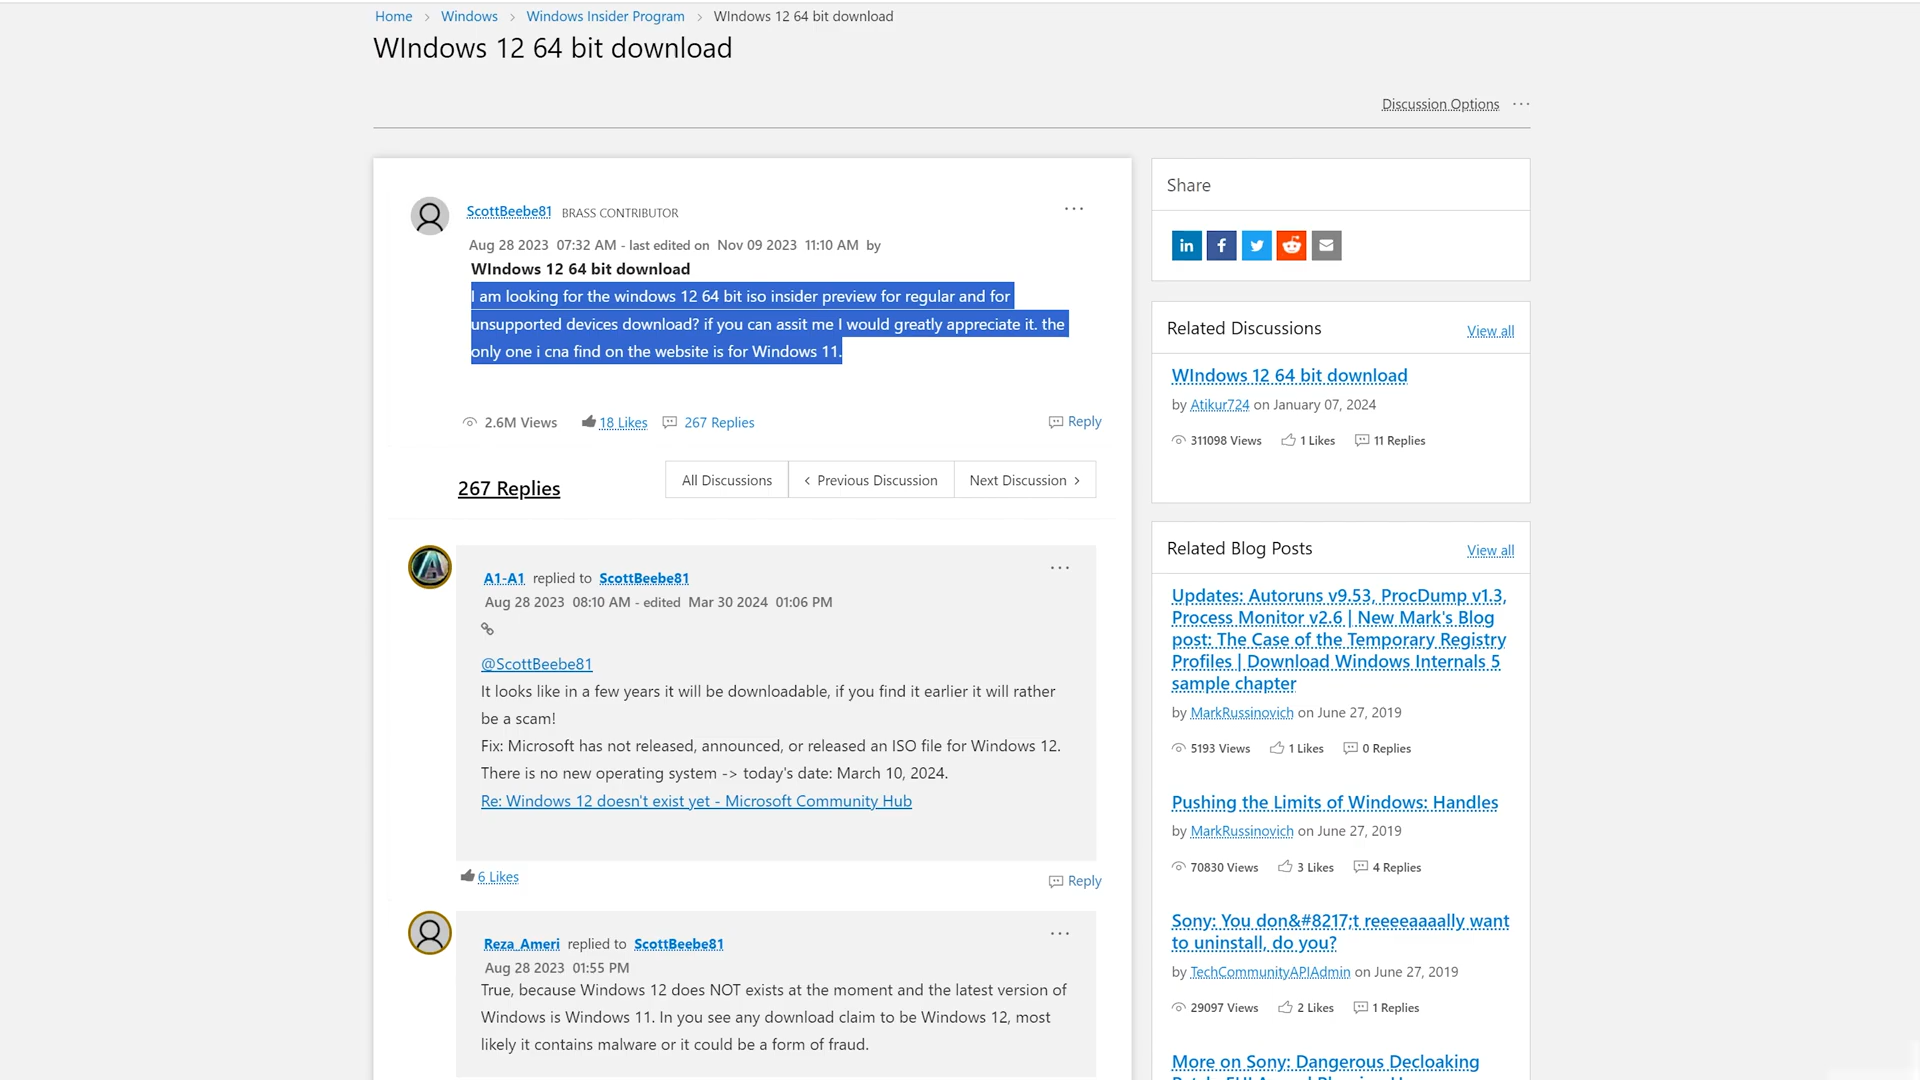 Home > Windows > Windows Insider Program > WIndows 12 64 bit download
WIndows 12 64 bit download
Discussion Options ···
ScottBeebe81 BRASS CONTRIBUTOR
Aug 28 2023 07:32 AM - last edited on Nov 09 2023 11:10 AM by
WIndows 12 64 bit download
I am looking for the windows 12 64 bit iso insider preview for regular and for
unsupported devices download? if you can assit me I would greatly appreciate it. the
only one i cna find on the website is for Windows 11.
2.6M Views 18 Likes 267 Replies Reply
267 Replies
All Discussions
< Previous Discussion
Next Discussion >
A1-A1 replied to ScottBeebe81
Aug 28 2023 08:10 AM - edited Mar 30 2024 01:06 PM
@ScottBeebe81
It looks like in a few years it will be downloadable, if you find it earlier it will rather
be a scam!
Fix: Microsoft has not released, announced, or released an ISO file for Windows 12.
There is no new operating system -> today's date: March 10, 2024.
Re: Windows 12 doesn't exist yet - Microsoft Community Hub
6 Likes
Reply
Reza_Ameri replied to ScottBeebe81
Aug 28 2023 01:55 PM
True, because Windows 12 does NOT exists at the moment and the latest version of
Windows is Windows 11. In you see any download claim to be Windows 12, most
likely it contains malware or it could be a form of fraud.
Share
Related Discussions
View all
WIndows 12 64 bit download
by Atikur724 on January 07, 2024
311098 Views 1 Likes 11 Replies
Related Blog Posts
View all
Updates: Autoruns v9.53, ProcDump v1.3,
Process Monitor v2.6 | New Mark's Blog
post: The Case of the Temporary Registry
Profiles | Download Windows Internals 5
sample chapter
by MarkRussinovich on June 27, 2019
5193 Views 1 Likes 0 Replies
Pushing the Limits of Windows: Handles
by MarkRussinovich on June 27, 2019
70830 Views 3 Likes 4 Replies
Sony: You don&#8217;t reeeeaaaally want
to uninstall, do you?
by TechCommunityAPIAdmin on June 27, 2019
29097 Views 2 Likes 1 Replies
More on Sony: Dangerous Decloaking